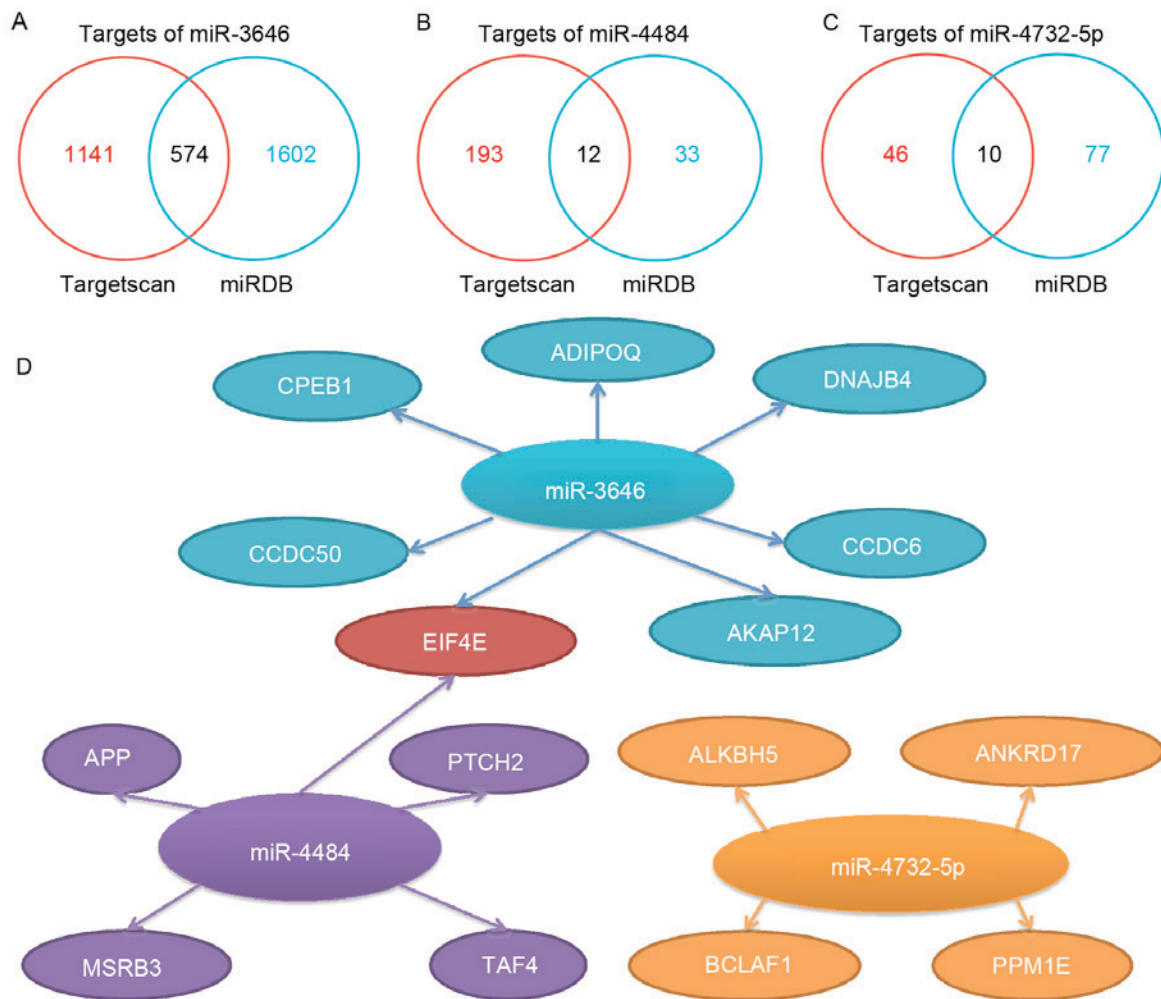 A
Targets of miR-3646
1141
574
1602
Targetscan
miRDB
B
Targets of miR-4484
193
12
33
Targetscan
miRDB
C
Targets of miR-4732-5p
46
10
77
Targetscan
miRDB
D
CPEB1
ADIPOQ
DNAJB4
miR-3646
CCDC50
CCDC6
EIF4E
AKAP12
APP
PTCH2
miR-4484
MSRB3
TAF4
ALKBH5
ANKRD17
miR-4732-5p
BCLAF1
PPM1E